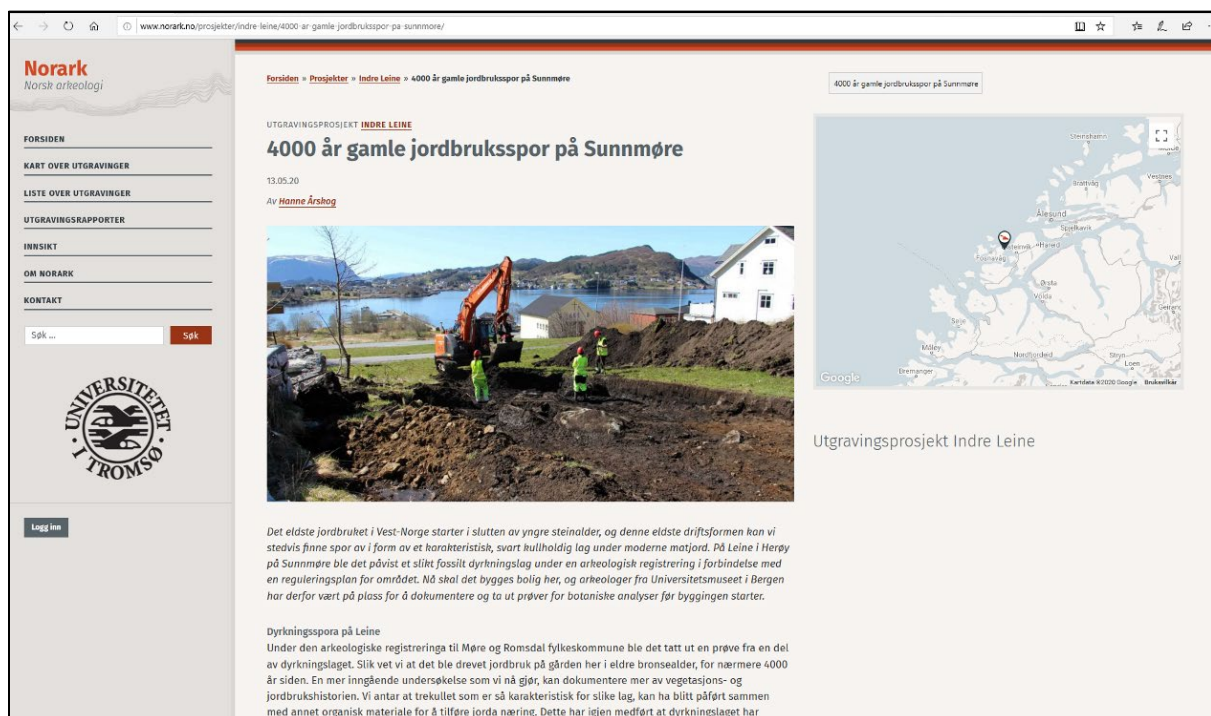 www.norark.no/prosjekter/indre-leine/4000-ar-gamle-jordbruksspor-pa-sunnmore/
Norark
Norsk arkeologi
FORSIDEN
KART OVER UTGRAVINGER
LISTE OVER UTGRAVINGER
UTGRAVINGSRAPPORTER
INNSIKT
OM NORARK
KONTAKT
Søk ...
Søk
UNIVERSITETET
I TROMSØ
Logg inn
Forsiden » Prosjekter » Indre Leine » 4000 år gamle jordbruksspor på Sunnmøre
UTGRAVINGSPROSJEKT INDRE LEINE
4000 år gamle jordbruksspor på Sunnmøre
13.05.20
Av Hanne Årskog
Det eldste jordbruket i Vest-Norge starter i slutten av yngre steinalder, og denne eldste driftsformen kan vi
stedvis finne spor av i form av et karakteristisk, svart kullholdig lag under moderne matjord. På Leine i Herøy
på Sunnmøre ble det påvist et slikt fossilt dyrkningslag under en arkeologisk registrering i forbindelse med
en reguleringsplan for området. Nå skal det bygges bolig her, og arkeologer fra Universitetsmuseet i Bergen
har derfor vært på plass for å dokumentere og ta ut prøver for botaniske analyser før byggingen starter.
Dyrkningsspora på Leine
Under den arkeologiske registreringa til Møre og Romsdal fylkeskommune ble det tatt ut en prøve fra en del
av dyrkningslaget. Slik vet vi at det ble drevet jordbruk på gården her i eldre bronsealder, for nærmere 4000
år siden. En mer inngående undersøkelse som vi nå gjør, kan dokumentere mer av vegetasjons- og
jordbrukshistorien. Vi antar at trekullet som er så karakteristisk for slike lag, kan ha blitt påført sammen
med annet organisk materiale for å tilføre jorda næring. Dette har igjen medført at dyrkningslaget har
4000 år gamle jordbruksspor på Sunnmøre
Steinshamn
Brattvåg
Vestnes
Ålesund
Spjelkavik
Hareid
Fosnavåg
Ørsta
Volda
Geirang
Selje
Måløy
Nordfjordeid
Stryn
Loen
Bremanger
Google
Kartdata ©2020 Google Bruksvilkår
Utgravingsprosjekt Indre Leine